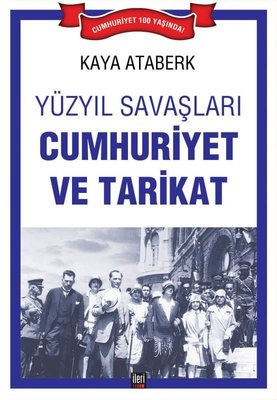 CUMHURİYET 100 YAŞINDA!
KAYA ATABERK
YÜZYIL SAVAŞLARI
CUMHURİYET
VE TARİKAT
ileri